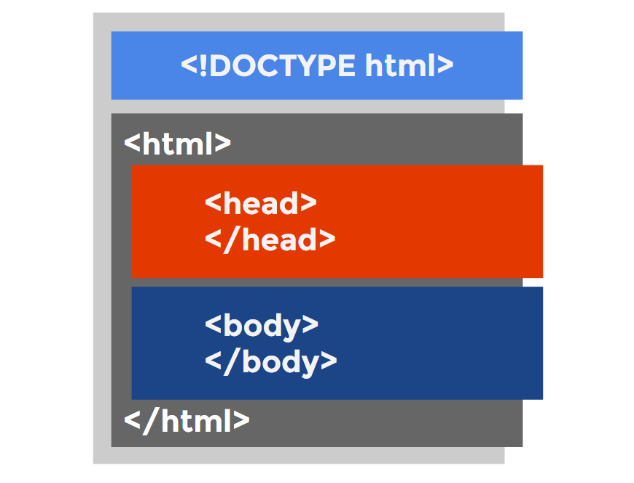 <!DOCTYPE html>
<html>
<head>
</head>
<body>
</body>
</html>